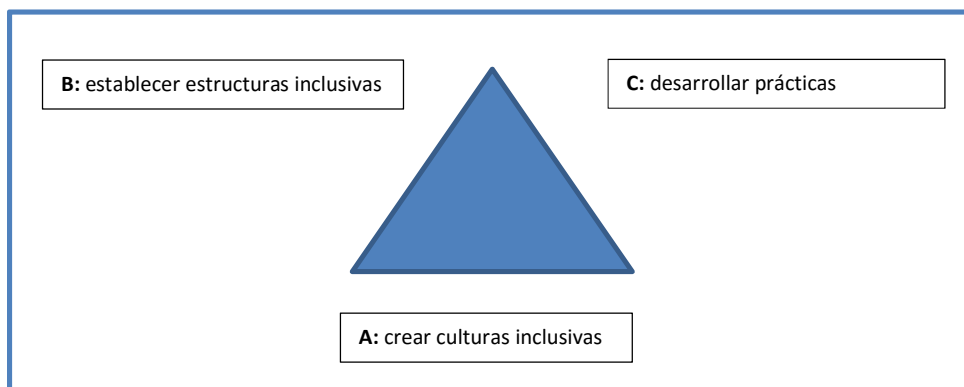 B: establecer estructuras inclusivas
C: desarrollar prácticas
A: crear culturas inclusivas